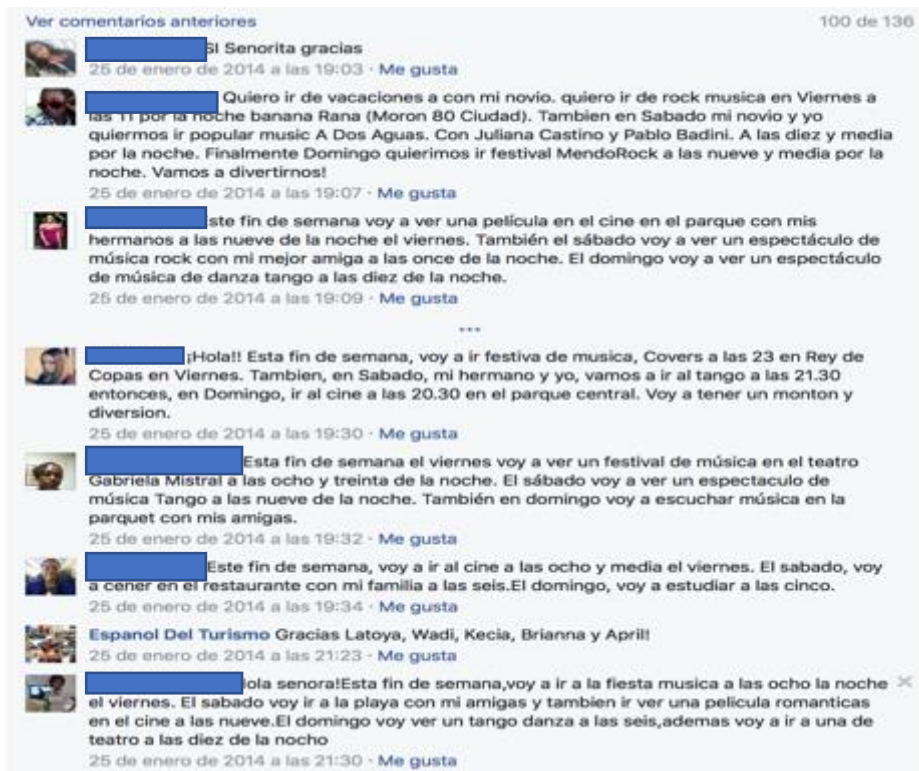 Ver comentarios anteriores 100 de 136
SI Senorita gracias
25 de enero de 2014 a las 19:03 · Me gusta
Quiero ir de vacaciones a con mi novio. quiero ir de rock musica en Viernes a
las 11 por la noche banana Rana (Moron 80 Ciudad). Tambien en Sabado mi novio y yo
quiermos ir popular music A Dos Aguas. Con Juliana Castino y Pablo Badini. A las diez y media
por la noche. Finalmente Domingo quierimos ir festival MendoRock a las nueve y media por la
noche. Vamos a divertirnos!
25 de enero de 2014 a las 19:07 · Me gusta
ste fin de semana voy a ver una película en el cine en el parque con mis
hermanos a las nueve de la noche el viernes. También el sábado voy a ver un espectáculo de
música rock con mi mejor amiga a las once de la noche. El domingo voy a ver un espectáculo
de música de danza tango a las diez de la noche.
25 de enero de 2014 a las 19:09 · Me gusta
...
¡Hola!! Esta fin de semana, voy a ir festiva de musica, Covers a las 23 en Rey de
Copas en Viernes. Tambien, en Sabado, mi hermano y yo, vamos a ir al tango a las 21.30
entonces, en Domingo, ir al cine a las 20.30 en el parque central. Voy a tener un monton y
diversion.
25 de enero de 2014 a las 19:30 · Me gusta
Esta fin de semana el viernes voy a ver un festival de música en el teatro
Gabriela Mistral a las ocho y treinta de la noche. El sábado voy a ver un espectaculo de
música Tango a las nueve de la noche. También en domingo voy a escuchar música en la
parquet con mis amigas.
25 de enero de 2014 a las 19:32 · Me gusta
Este fin de semana, voy a ir al cine a las ocho y media el viernes. El sabado, voy
a cener en el restaurante con mi familia a las seis.El domingo, voy a estudiar a las cinco.
25 de enero de 2014 a las 19:34 · Me gusta
Espanol Del Turismo Gracias Latoya, Wadi, Kecia, Brianna y April!
25 de enero de 2014 a las 21:23 · Me gusta
lola senora!Esta fin de semana,voy a ir a la fiesta musica a las ocho la noche
el viernes. El sabado voy ir a la playa con mi amigas y tambien ir ver una pelicula romanticas
en el cine a las nueve.El domingo voy ver un tango danza a las seis,ademas voy a ir a una de
teatro a las diez de la nocho
25 de enero de 2014 a las 21:30 · Me gusta